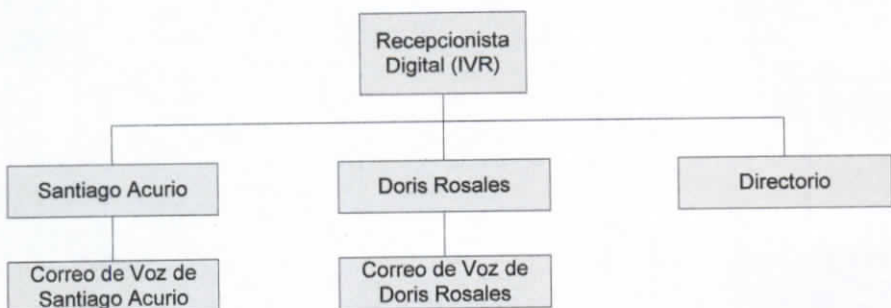 Recepcionista
Digital (IVR)
Santiago Acurio
Doris Rosales
Directorio
Correo de Voz de
Santiago Acurio
Correo de Voz de
Doris Rosales